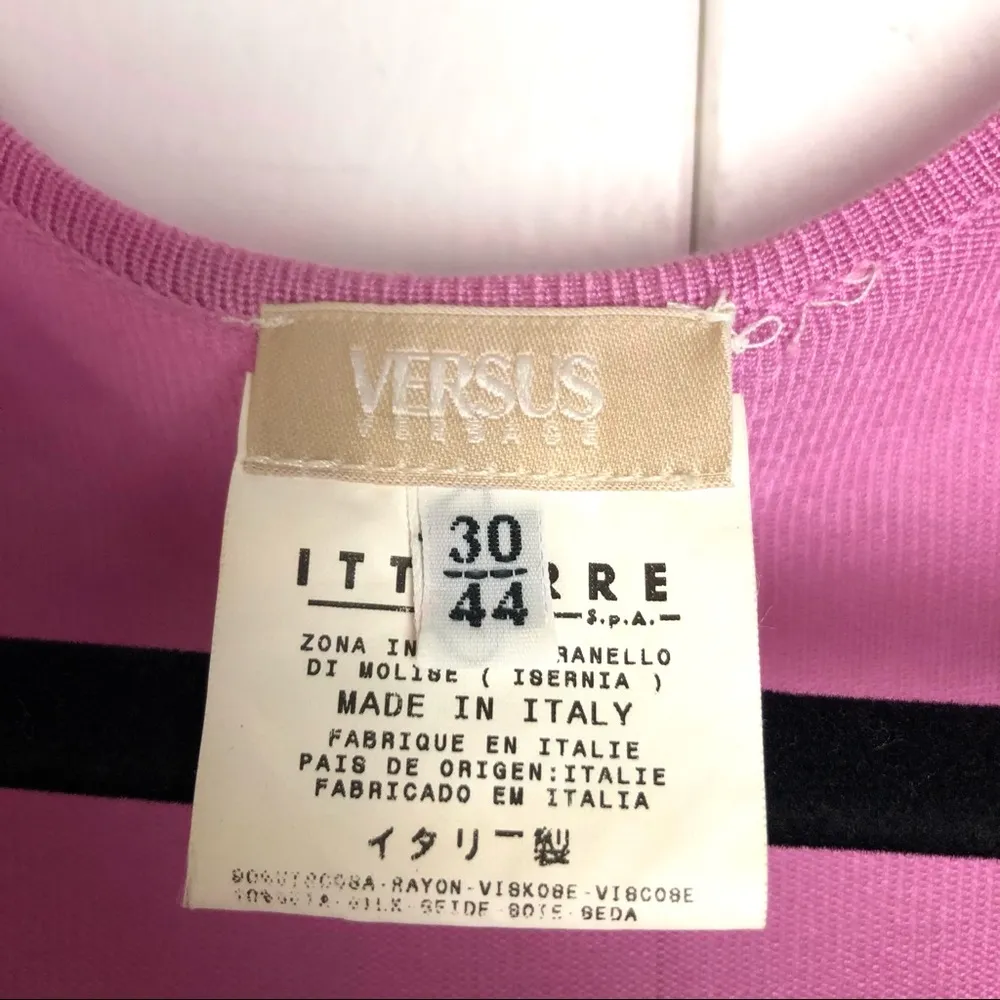 VERSUS
VERSACE
30
44
ITT RRE
S.p.A.
ZONA IN RANELLO
DI MOLISE ( ISERNIA )
MADE IN ITALY
FABRIQUE EN ITALIE
PAIS DE ORIGEN:ITALIE
FABRICADO EM ITALIA
イタリー製
RAYON-VISKOSE-VISCOSE
SILK-SEIDE-SOIE-SEDA